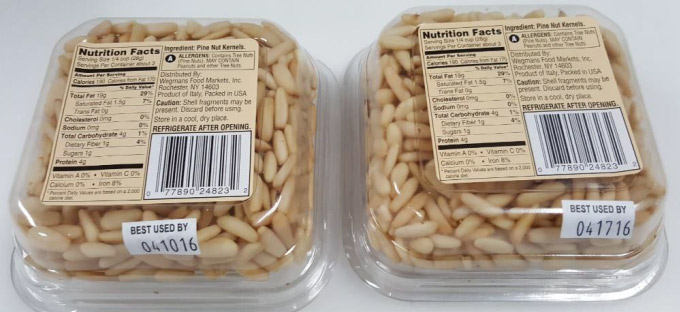 Nutrition Facts
Serving Size 1/4 cup (28g)
Servings Per Container about 3
Amount Per Serving
Calories 190 Calories from Fat 170
% Daily Value*
Total Fat 19g 29%
Saturated Fat 1.5g 7%
Trans Fat 0g
Cholesterol 0mg 0%
Sodium 0mg 0%
Total Carbohydrate 4g 1%
Dietary Fiber 1g 4%
Sugars 1g
Protein 4g
Vitamin A 0% • Vitamin C 0%
Calcium 0% • Iron 8%
*Percent Daily Values are based on a 2,000
calorie diet.
Ingredient: Pine Nut Kernels.
A ALLERGENS: Contains Tree Nuts
(Pine Nuts). MAY CONTAIN
Peanuts and other Tree Nuts.
Distributed By:
Wegmans Food Markets, Inc.
Rochester, NY 14603
Product of Italy, Packed in USA
Caution: Shell fragments may be
present. Discard before using.
Store in a cool, dry place.
REFRIGERATE AFTER OPENING.
0 77890 24823 2
BEST USED BY
041016
Nutrition Facts
Serving Size 1/4 cup (28g)
Servings Per Container about 3
Amount Per Serving
Calories 190 Calories from Fat 170
% Daily Value*
Total Fat 19g 29%
Saturated Fat 1.5g 7%
Trans Fat 0g
Cholesterol 0mg 0%
Sodium 0mg 0%
Total Carbohydrate 4g 1%
Dietary Fiber 1g 4%
Sugars 1g
Protein 4g
Vitamin A 0% • Vitamin C 0%
Calcium 0% • Iron 8%
*Percent Daily Values are based on a 2,000
calorie diet.
Ingredient: Pine Nut Kernels.
A ALLERGENS: Contains Tree Nuts
(Pine Nuts). MAY CONTAIN
Peanuts and other Tree Nuts.
Distributed By:
Wegmans Food Markets, Inc.
Rochester, NY 14603
Product of Italy, Packed in USA
Caution: Shell fragments may be
present. Discard before using.
Store in a cool, dry place.
REFRIGERATE AFTER OPENING.
0 77890 24823 2
BEST USED BY
041716